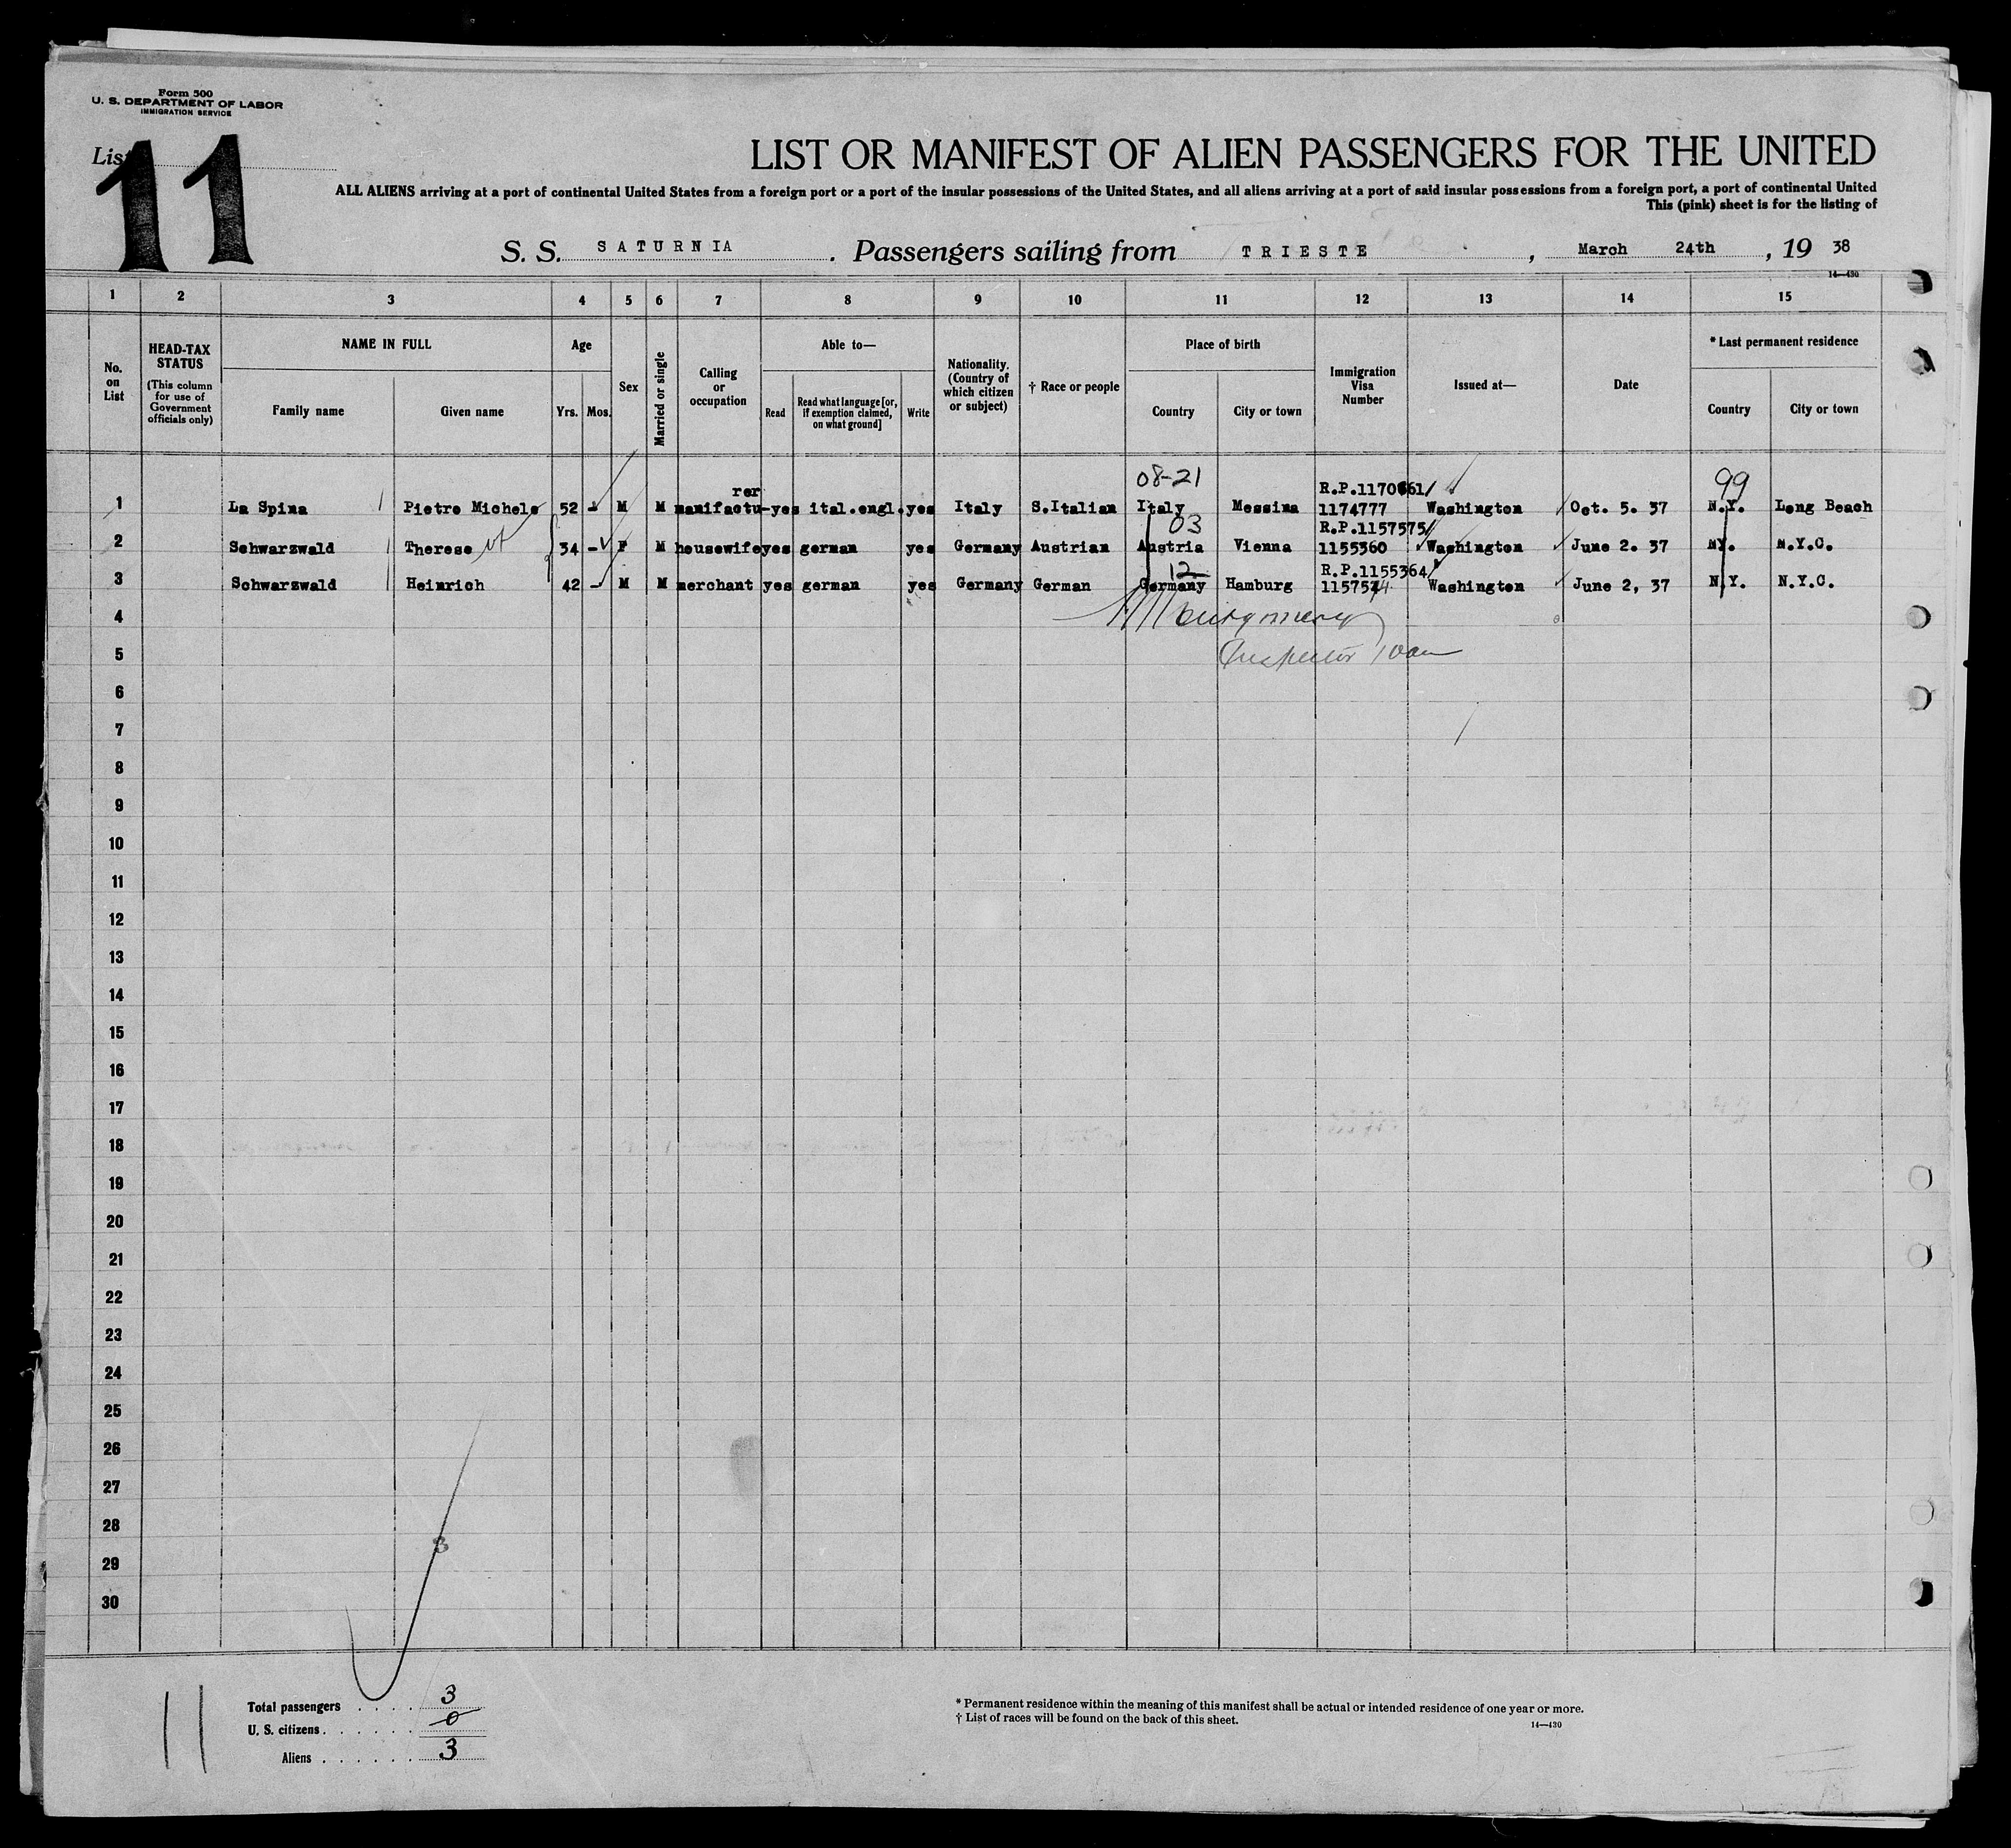 Form 500
U. S. DEPARTMENT OF LABOR
IMMIGRATION SERVICE
List 11
LIST OR MANIFEST OF ALIEN PASSENGERS FOR THE UNITED
ALL ALIENS arriving at a port of continental United States from a foreign port or a port of the insular possessions of the United States, and all aliens arriving at a port of said insular possessions from a foreign port, a port of continental United
This (pink) sheet is for the listing of
S. S. SATURNIA . Passengers sailing from TRIESTE , March 24th , 19 38
14—430
1 2 3 4 5 6 7 8 9 10 11 12 13 14 15
No. on List
HEAD-TAX STATUS (This column for use of Government officials only)
NAME IN FULL
Family name
Given name
Age
Yrs. Mos.
Sex
Married or single
Calling or occupation
Able to—
Read
Read what language [or, if exemption claimed, on what ground]
Write
Nationality. (Country of which citizen or subject)
† Race or people
Place of birth
Country
City or town
Immigration Visa Number
Issued at—
Date
* Last permanent residence
Country
City or town
08-21 99
rer R.P.1170661/
1 La Spina Pietro Michele 52 - M M manifactu- yes ital.engl. yes Italy S.Italian Italy Messina 1174777 Washington Oct. 5. 37 N.Y. Long Beach
03 R.P.1157575/
2 Schwarzwald Therese 34 - F M housewife yes german yes Germany Austrian Austria Vienna 1155360 Washington June 2. 37 NY. N.Y.C.
12 R.P.1155364/
3 Schwarzwald Heinrich 42 - M M merchant yes german yes Germany German Germany Hamburg 1157574 Washington June 2, 37 N.Y. N.Y.C.
4 Montgomery
5 Inspector
6
7
8
9
10
11
12
13
14
15
16
17
18
19
20
21
22
23
24
25
26
27
28
3
29
30
11
Total passengers . . . . 3
U. S. citizens . . . . . . 0
Aliens . . . . . . 3
* Permanent residence within the meaning of this manifest shall be actual or intended residence of one year or more.
† List of races will be found on the back of this sheet.
14—430